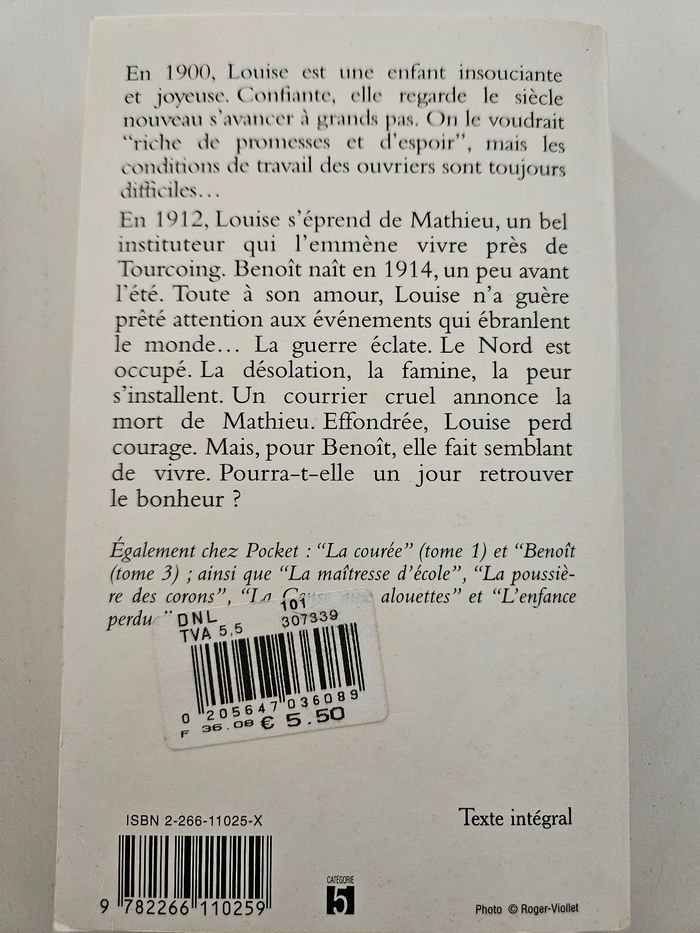 En 1900, Louise est une enfant insouciante
et joyeuse. Confiante, elle regarde le siècle
nouveau s'avancer à grands pas. On le voudrait
“riche de promesses et d'espoir”, mais les
conditions de travail des ouvriers sont toujours
difficiles…
En 1912, Louise s'éprend de Mathieu, un bel
instituteur qui l'emmène vivre près de
Tourcoing. Benoît naît en 1914, un peu avant
l'été. Toute à son amour, Louise n'a guère
prêté attention aux événements qui ébranlent
le monde… La guerre éclate. Le Nord est
occupé. La désolation, la famine, la peur
s'installent. Un courrier cruel annonce la
mort de Mathieu. Effondrée, Louise perd
courage. Mais, pour Benoît, elle fait semblant
de vivre. Pourra-t-elle un jour retrouver
le bonheur ?
Également chez Pocket : “La courée” (tome 1) et “Benoît
(tome 3) ; ainsi que “La maîtresse d'école”, “La poussiè-
re des corons”, “La alouettes” et “L'enfance
perdue”
DNL 101
TVA 5,5 307339
0 205647 036089
F 36.08 € 5.50
ISBN 2-266-11025-X
Texte intégral
9 782266 110259
CATÉGORIE
5
Photo © Roger-Viollet